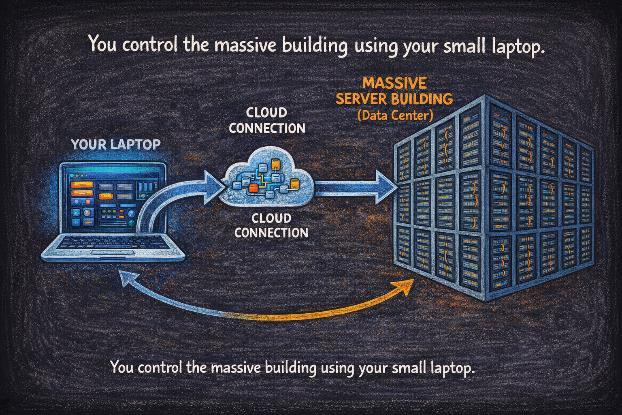 You control the massive building using your small laptop.
MASSIVE
SERVER BUILDING
(Data Center)
CLOUD
CONNECTION
YOUR LAPTOP
CLOUD
CONNECTION
You control the massive building using your small laptop.